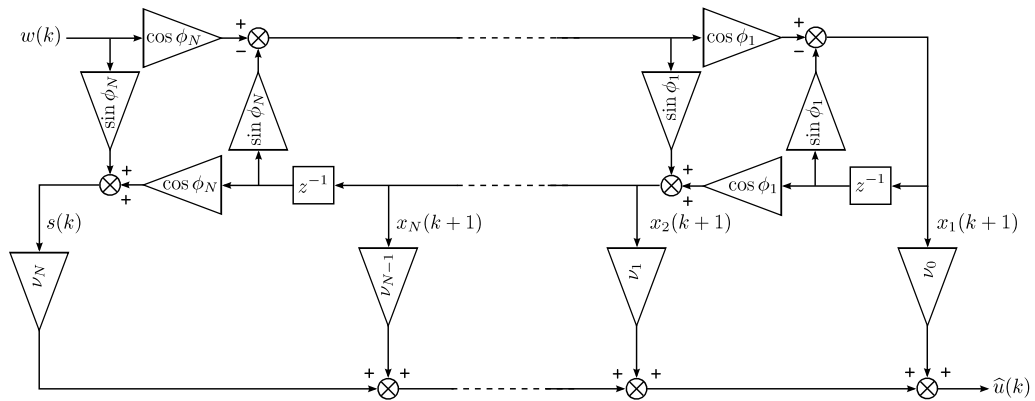 w(k) cos ϕ_N + − cos ϕ_1 + −
sin ϕ_N sin ϕ_N sin ϕ_1 sin ϕ_1
+ + cos ϕ_N z^{-1} + + cos ϕ_1 z^{-1}
s(k) x_N(k+1) x_2(k+1) x_1(k+1)
ν_N ν_{N−1} ν_1 ν_0
+ + + + + + û(k)